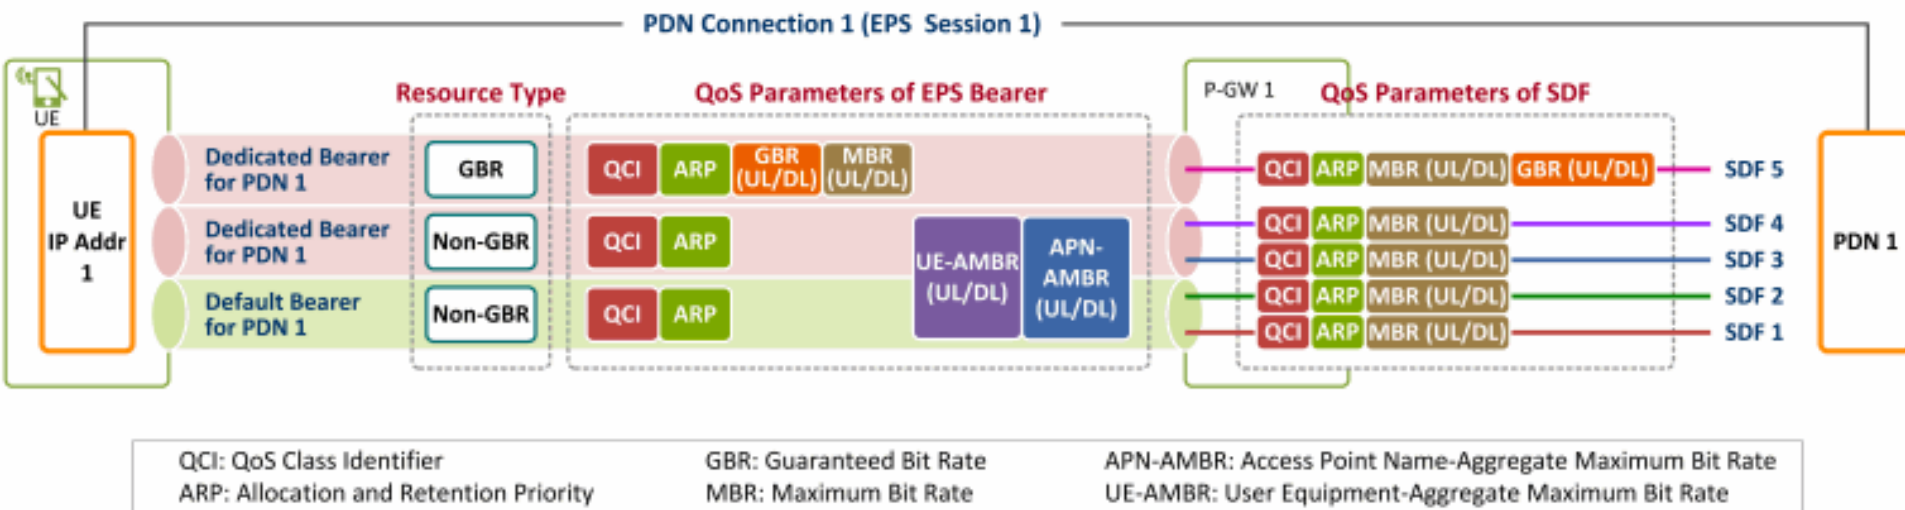 PDN Connection 1 (EPS Session 1)
UE
P-GW 1
Resource Type
QoS Parameters of EPS Bearer
QoS Parameters of SDF
UE
IP Addr
1
Dedicated Bearer
for PDN 1
GBR
QCI
ARP
GBR
(UL/DL)
MBR
(UL/DL)
QCI
ARP
MBR (UL/DL)
GBR (UL/DL)
SDF 5
Dedicated Bearer
for PDN 1
Non-GBR
QCI
ARP
UE-AMBR
(UL/DL)
APN-
AMBR
(UL/DL)
QCI
ARP
MBR (UL/DL)
SDF 4
QCI
ARP
MBR (UL/DL)
SDF 3
Default Bearer
for PDN 1
Non-GBR
QCI
ARP
QCI
ARP
MBR (UL/DL)
SDF 2
QCI
ARP
MBR (UL/DL)
SDF 1
PDN 1
QCI: QoS Class Identifier
GBR: Guaranteed Bit Rate
APN-AMBR: Access Point Name-Aggregate Maximum Bit Rate
ARP: Allocation and Retention Priority
MBR: Maximum Bit Rate
UE-AMBR: User Equipment-Aggregate Maximum Bit Rate